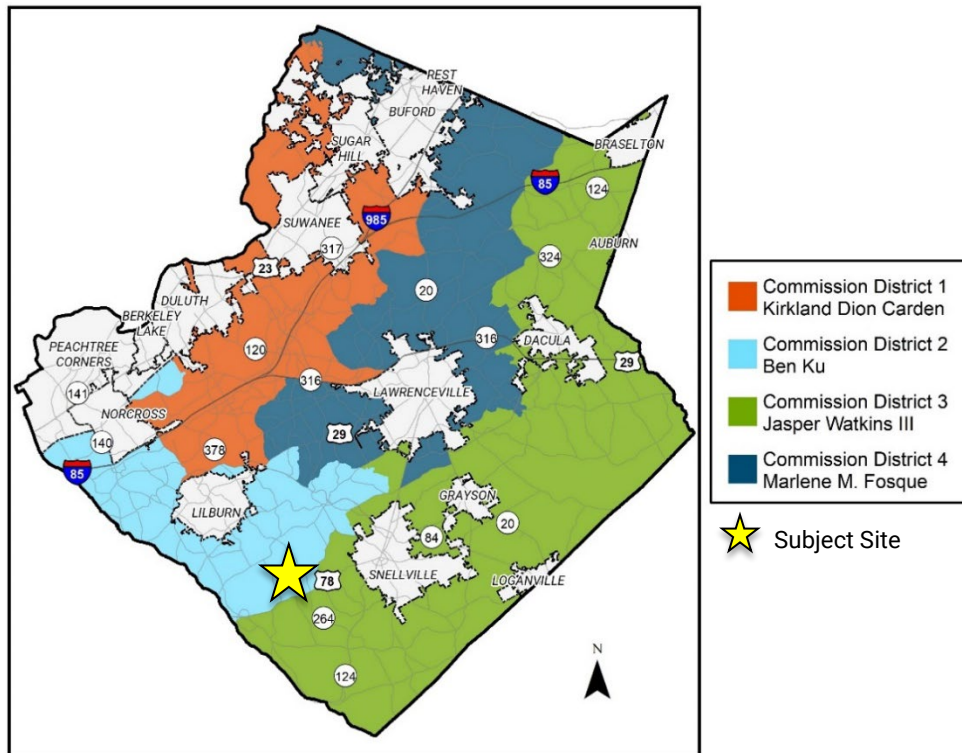 REST
HAVEN
BUFORD
SUGAR
HILL
BRASELTON
85
124
SUWANEE
985
317
AUBURN
324
23
20
DULUTH
BERKELEY
LAKE
PEACHTREE
CORNERS
120
316
DACULA
29
141
316
LAWRENCEVILLE
NORCROSS
29
140
378
85
LILBURN
GRAYSON
20
84
78
SNELLVILLE
LOGANVILLE
264
124
N
Commission District 1
Kirkland Dion Carden
Commission District 2
Ben Ku
Commission District 3
Jasper Watkins III
Commission District 4
Marlene M. Fosque
Subject Site